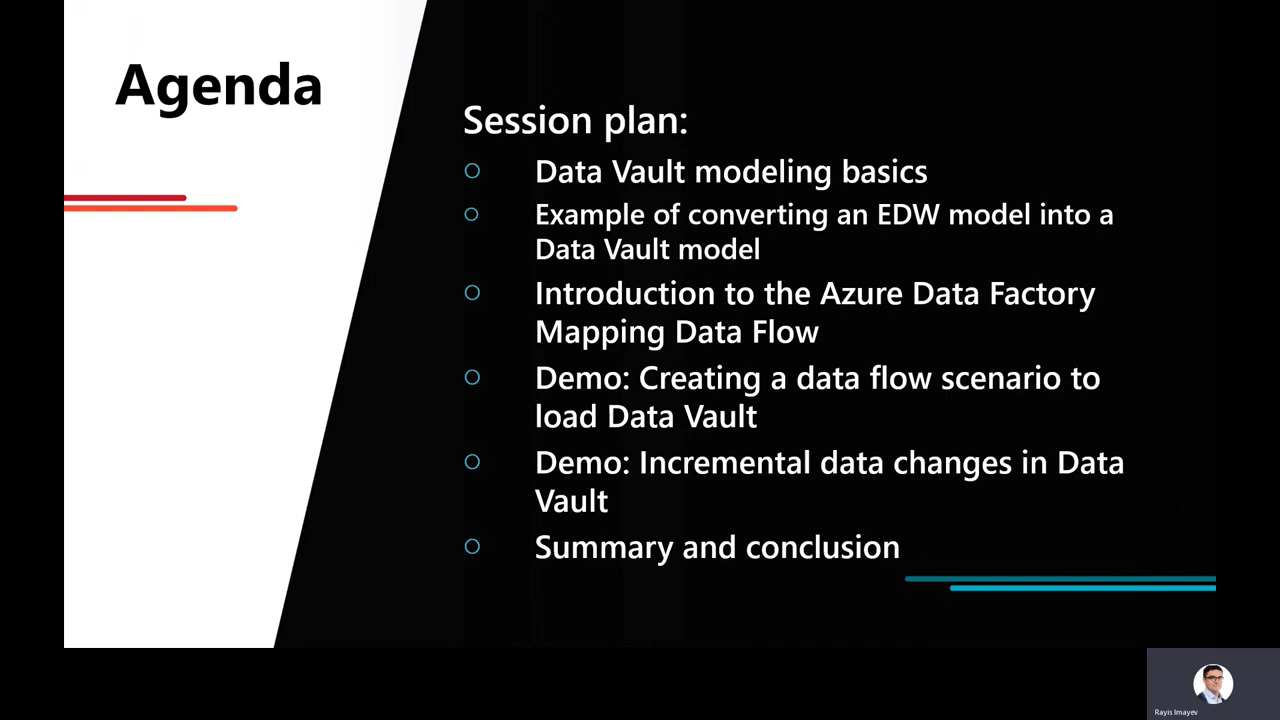 Agenda
Session plan:
Data Vault modeling basics
Example of converting an EDW model into a
Data Vault model
Introduction to the Azure Data Factory
Mapping Data Flow
Demo: Creating a data flow scenario to
load Data Vault
Demo: Incremental data changes in Data
Vault
Summary and conclusion
Rayis Imayev